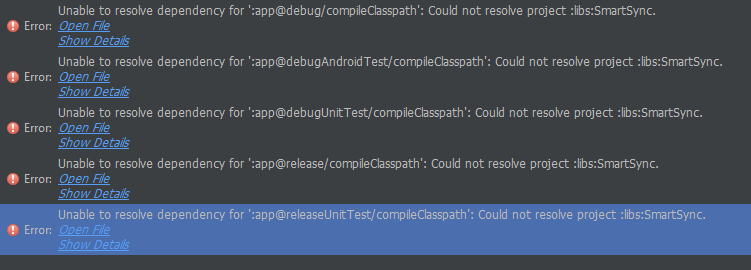 Unable to resolve dependency for ':app@debug/compileClasspath': Could not resolve project :libs:SmartSync.
Error: Open File
Show Details
Unable to resolve dependency for ':app@debugAndroidTest/compileClasspath': Could not resolve project :libs:SmartSync.
Error: Open File
Show Details
Unable to resolve dependency for ':app@debugUnitTest/compileClasspath': Could not resolve project :libs:SmartSync.
Error: Open File
Show Details
Unable to resolve dependency for ':app@release/compileClasspath': Could not resolve project :libs:SmartSync.
Error: Open File
Show Details
Unable to resolve dependency for ':app@releaseUnitTest/compileClasspath': Could not resolve project :libs:SmartSync.
Error: Open File
Show Details